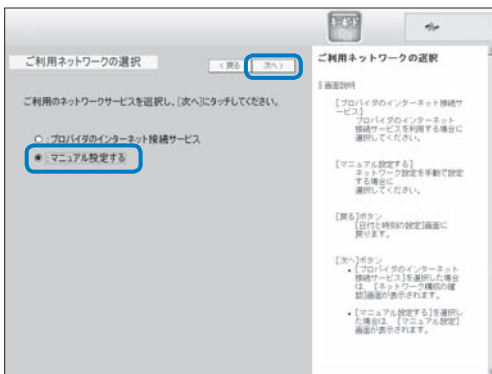 キーボード
ご利用ネットワークの選択
< 戻る
次へ >
ご利用のネットワークサービスを選択し、[次へ]にタッチしてください。
:プロバイダのインターネット接続サービス
:マニュアル設定する
ご利用ネットワークの選択
画面説明
[プロバイダのインターネット接続サ
ービス]
プロバイダのインターネット
接続サービスを利用する場合に
選択してください。
[マニュアル設定する]
ネットワーク設定を手動で設定
する場合に
選択してください。
[戻る]ボタン
[日付と時刻の設定]画面に
戻ります。
[次へ]ボタン
• [プロバイダのインターネット
接続サービス]を選択した場合
は、[ネットワーク構成の確
認]画面が表示されます。
• [マニュアル設定する]を選択し
た場合は、[マニュアル設定]
画面が表示されます。